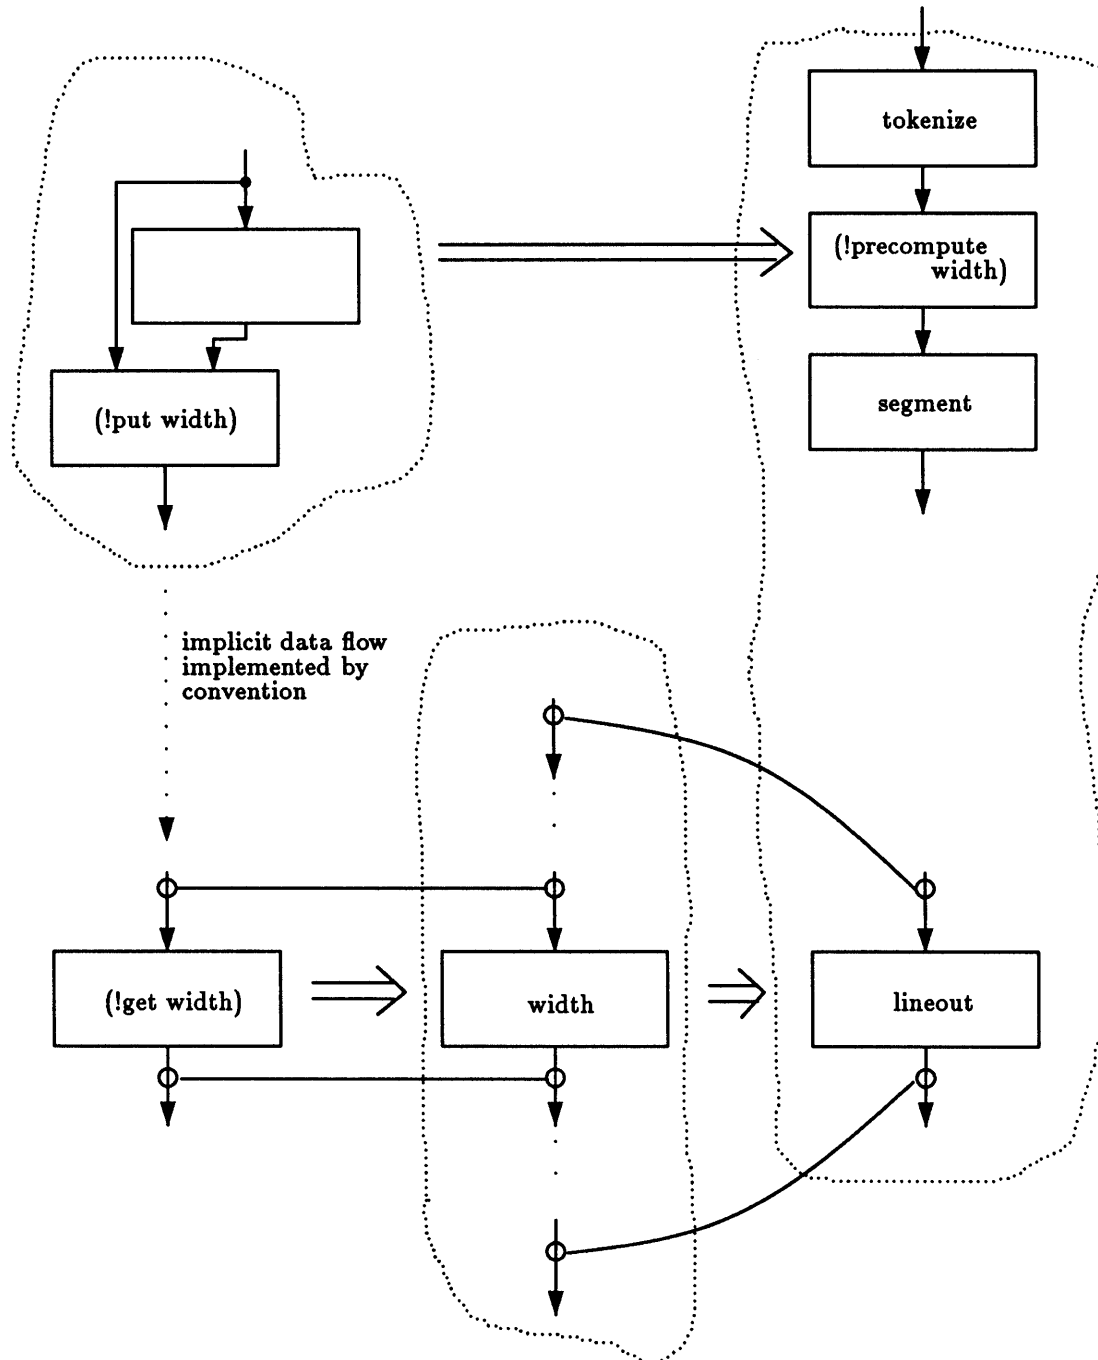 tokenize
(!precompute
width)
(!put width)
segment
implicit data flow
implemented by
convention
(!get width)
width
lineout